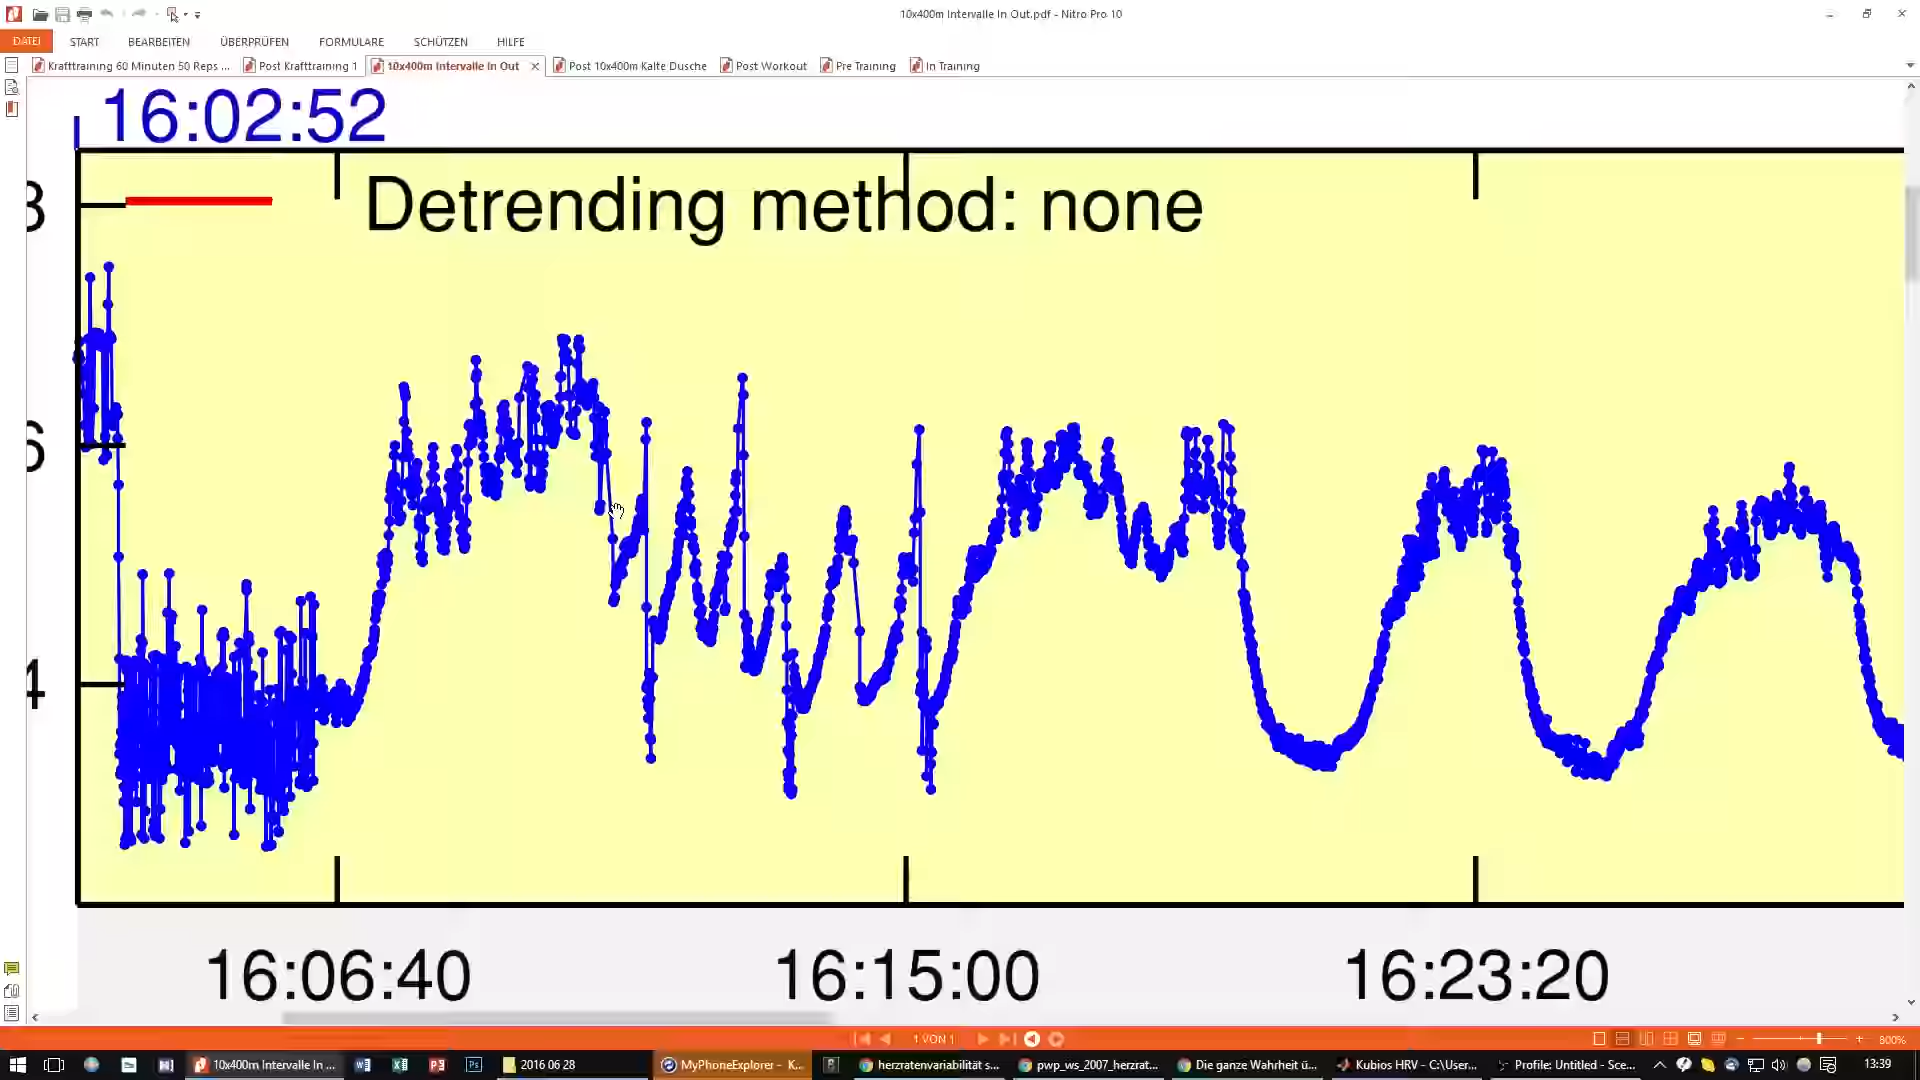 10x400m Intervalle In Out.pdf - Nitro Pro 10
DATEI START BEARBEITEN ÜBERPRÜFEN FORMULARE SCHÜTZEN HILFE
Krafttraining 60 Minuten 50 Reps ... Post Krafttraining 1 10x400m Intervalle In Out Post 10x400m Kalte Dusche Post Workout Pre Training In Training
16:02:52
8
Detrending method: none
6
4
16:06:40 16:15:00 16:23:20
1 VON 1
800%
10x400m Intervalle In ... 2016 06 28 MyPhoneExplorer - K... herzratenvariabilität s... pwp_ws_2007_herzrat... Die ganze Wahrheit ü... Kubios HRV - C:\User... Profile: Untitled - Sce... 13:39